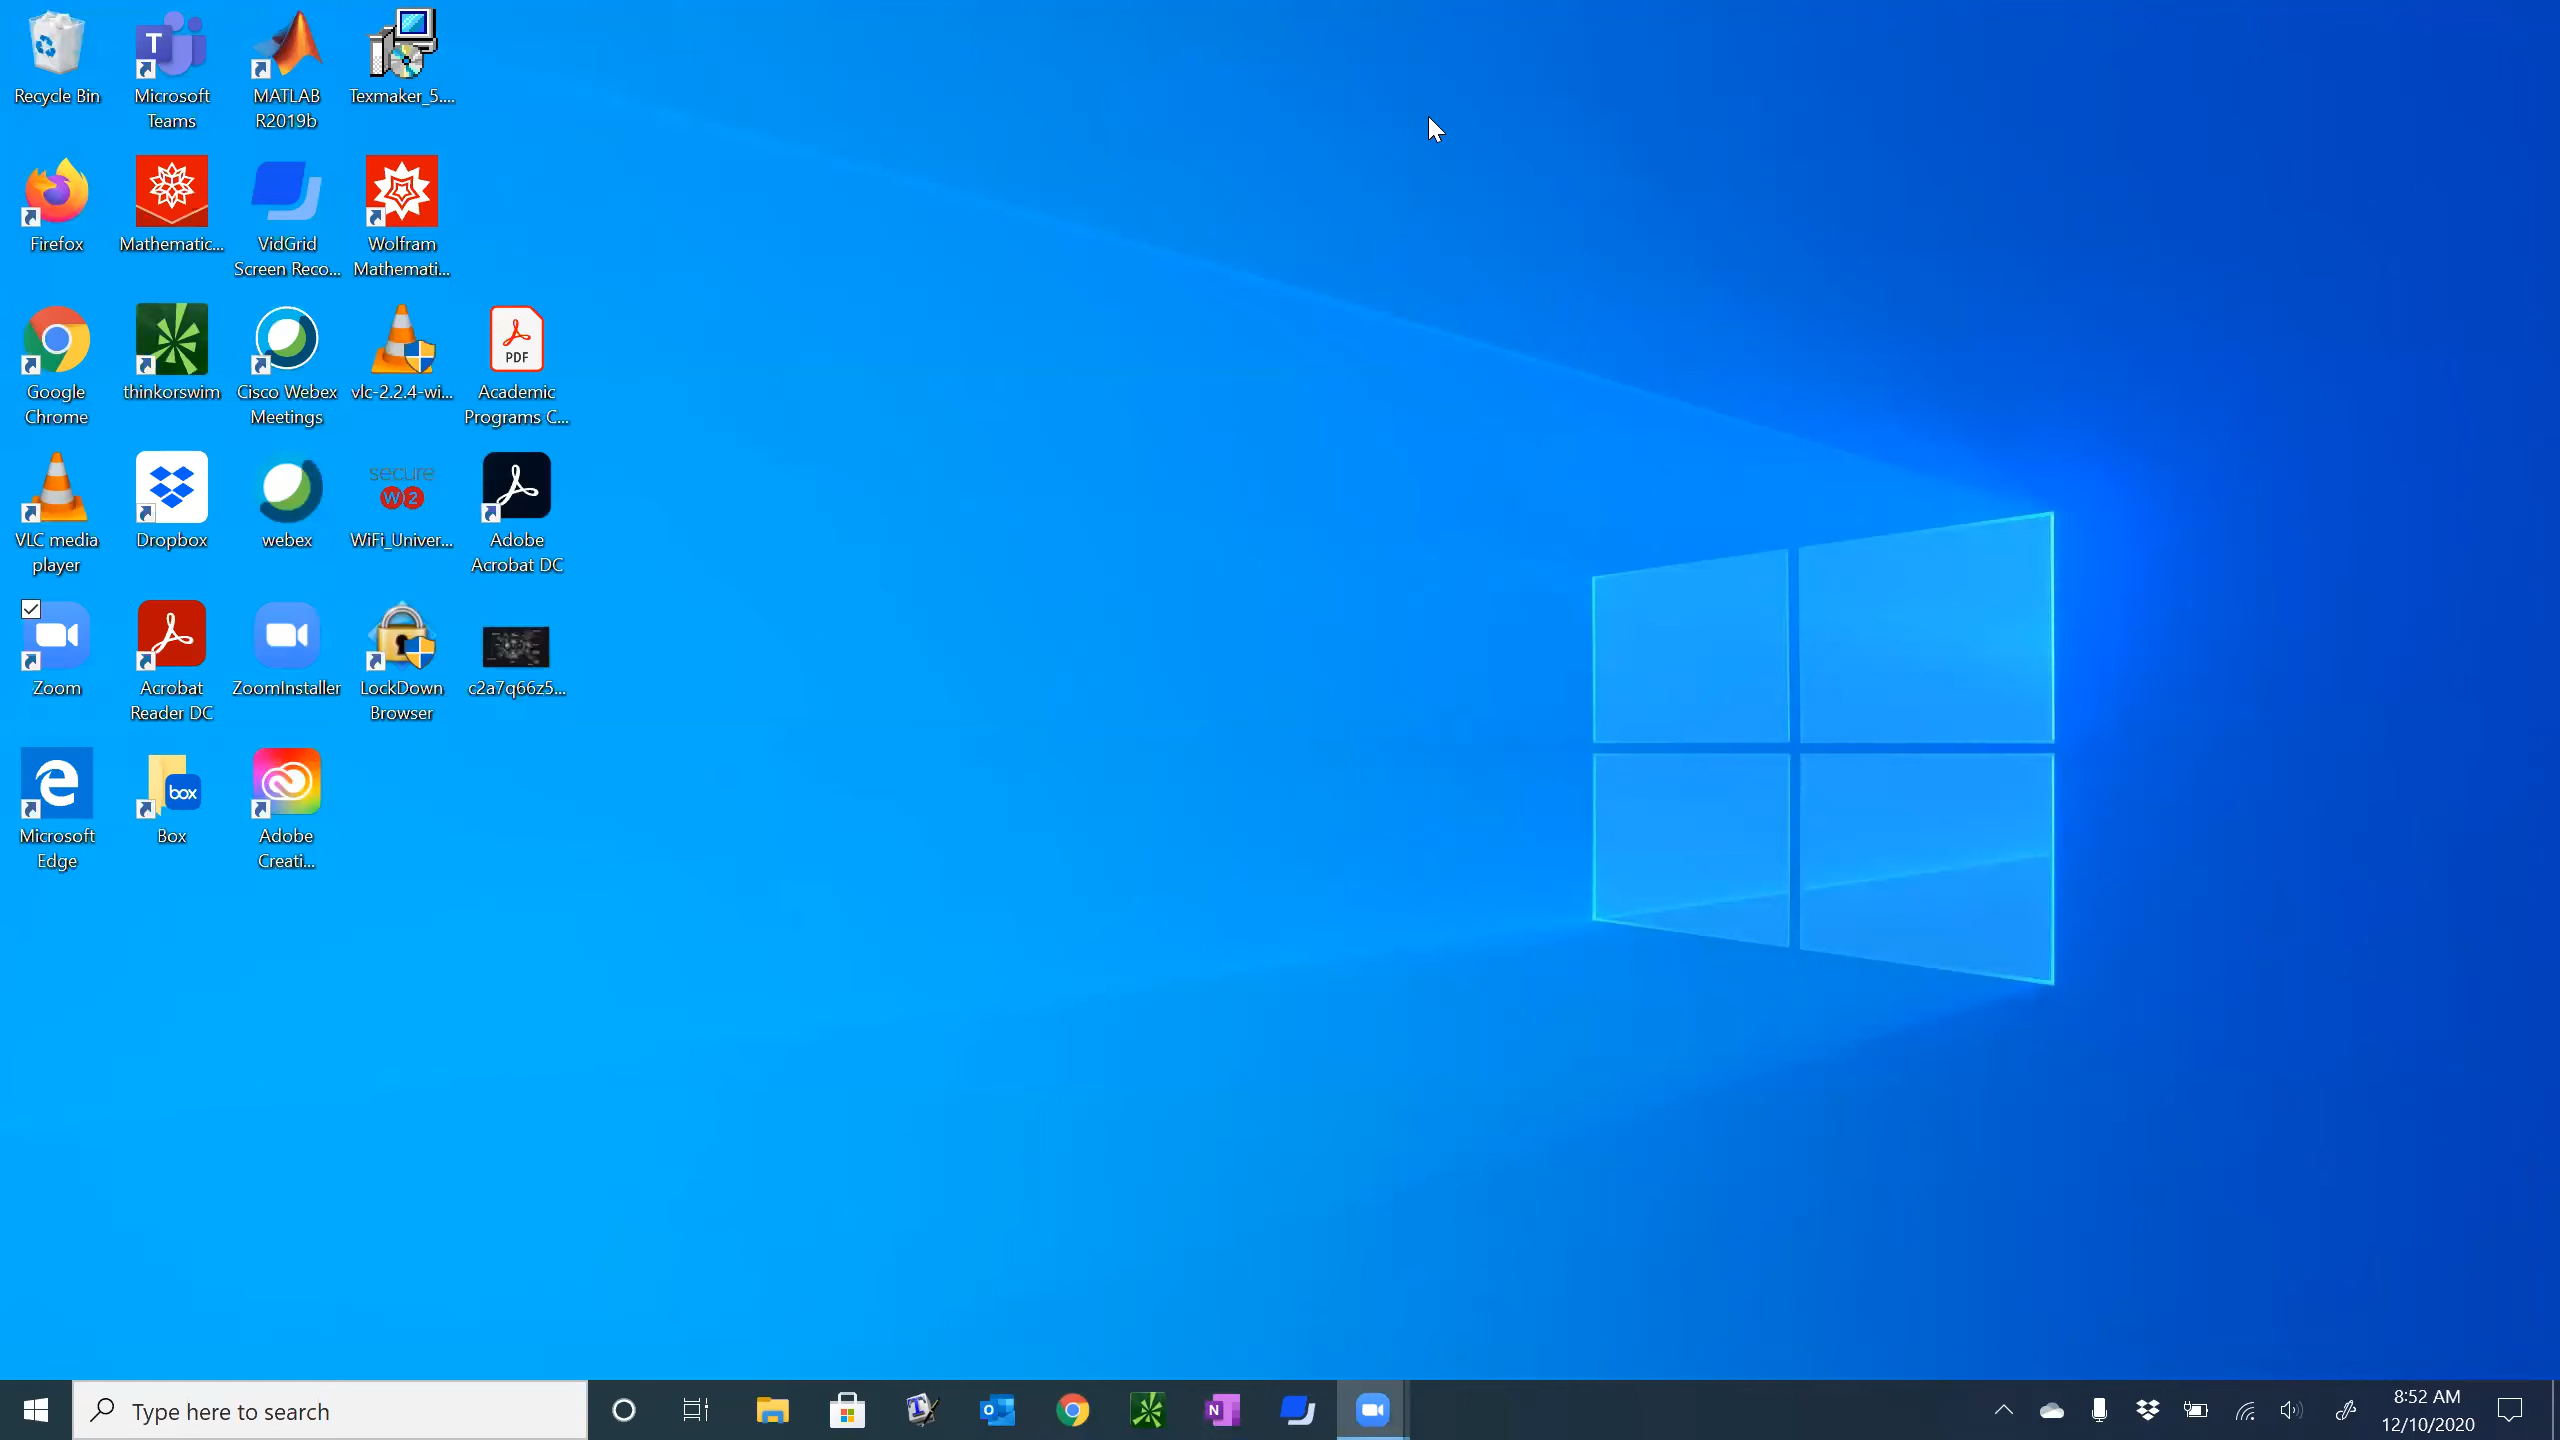 Recycle Bin
Microsoft
Teams
MATLAB
R2019b
Texmaker_5....
Firefox
Mathematic...
VidGrid
Screen Reco...
Wolfram
Mathemati...
Google
Chrome
thinkorswim
Cisco Webex
Meetings
vlc-2.2.4-wi...
PDF
Academic
Programs C...
VLC media
player
Dropbox
webex
secure
W2
WiFi_Univer...
Adobe
Acrobat DC
Zoom
Acrobat
Reader DC
ZoomInstaller
LockDown
Browser
c2a7q66z5...
Microsoft
Edge
box
Box
Adobe
Creati...
Type here to search
8:52 AM
12/10/2020